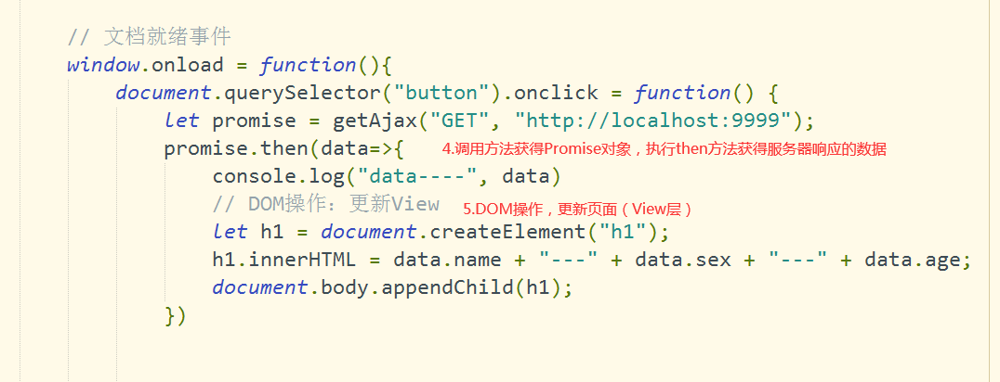 // 文档就绪事件
window.onload = function(){
document.querySelector("button").onclick = function() {
let promise = getAjax("GET", "http://localhost:9999");
promise.then(data=>{ 4.调用方法获得Promise对象，执行then方法获得服务器响应的数据
console.log("data----", data)
// DOM操作：更新View 5.DOM操作，更新页面（View层）
let h1 = document.createElement("h1");
h1.innerHTML = data.name + "---" + data.sex + "---" + data.age;
document.body.appendChild(h1);
})